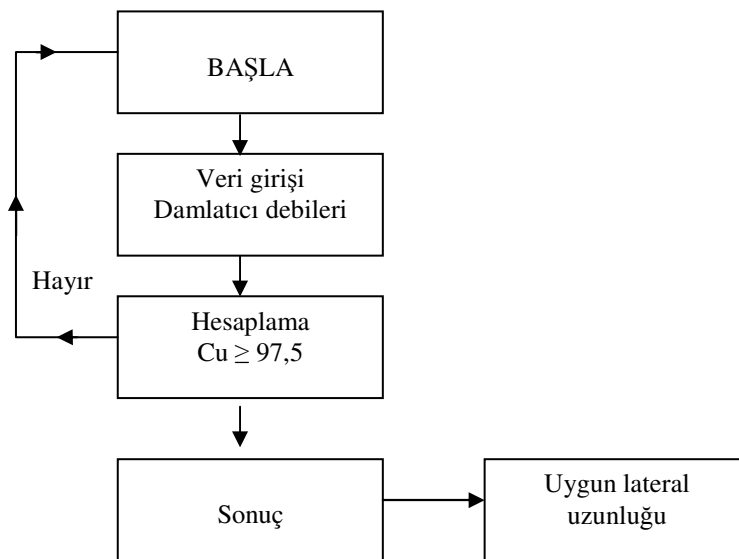 BAŞLA
Veri girişi
Damlatıcı debileri
Hayır
Hesaplama
Cu ≥ 97,5
Sonuç
Uygun lateral
uzunluğu